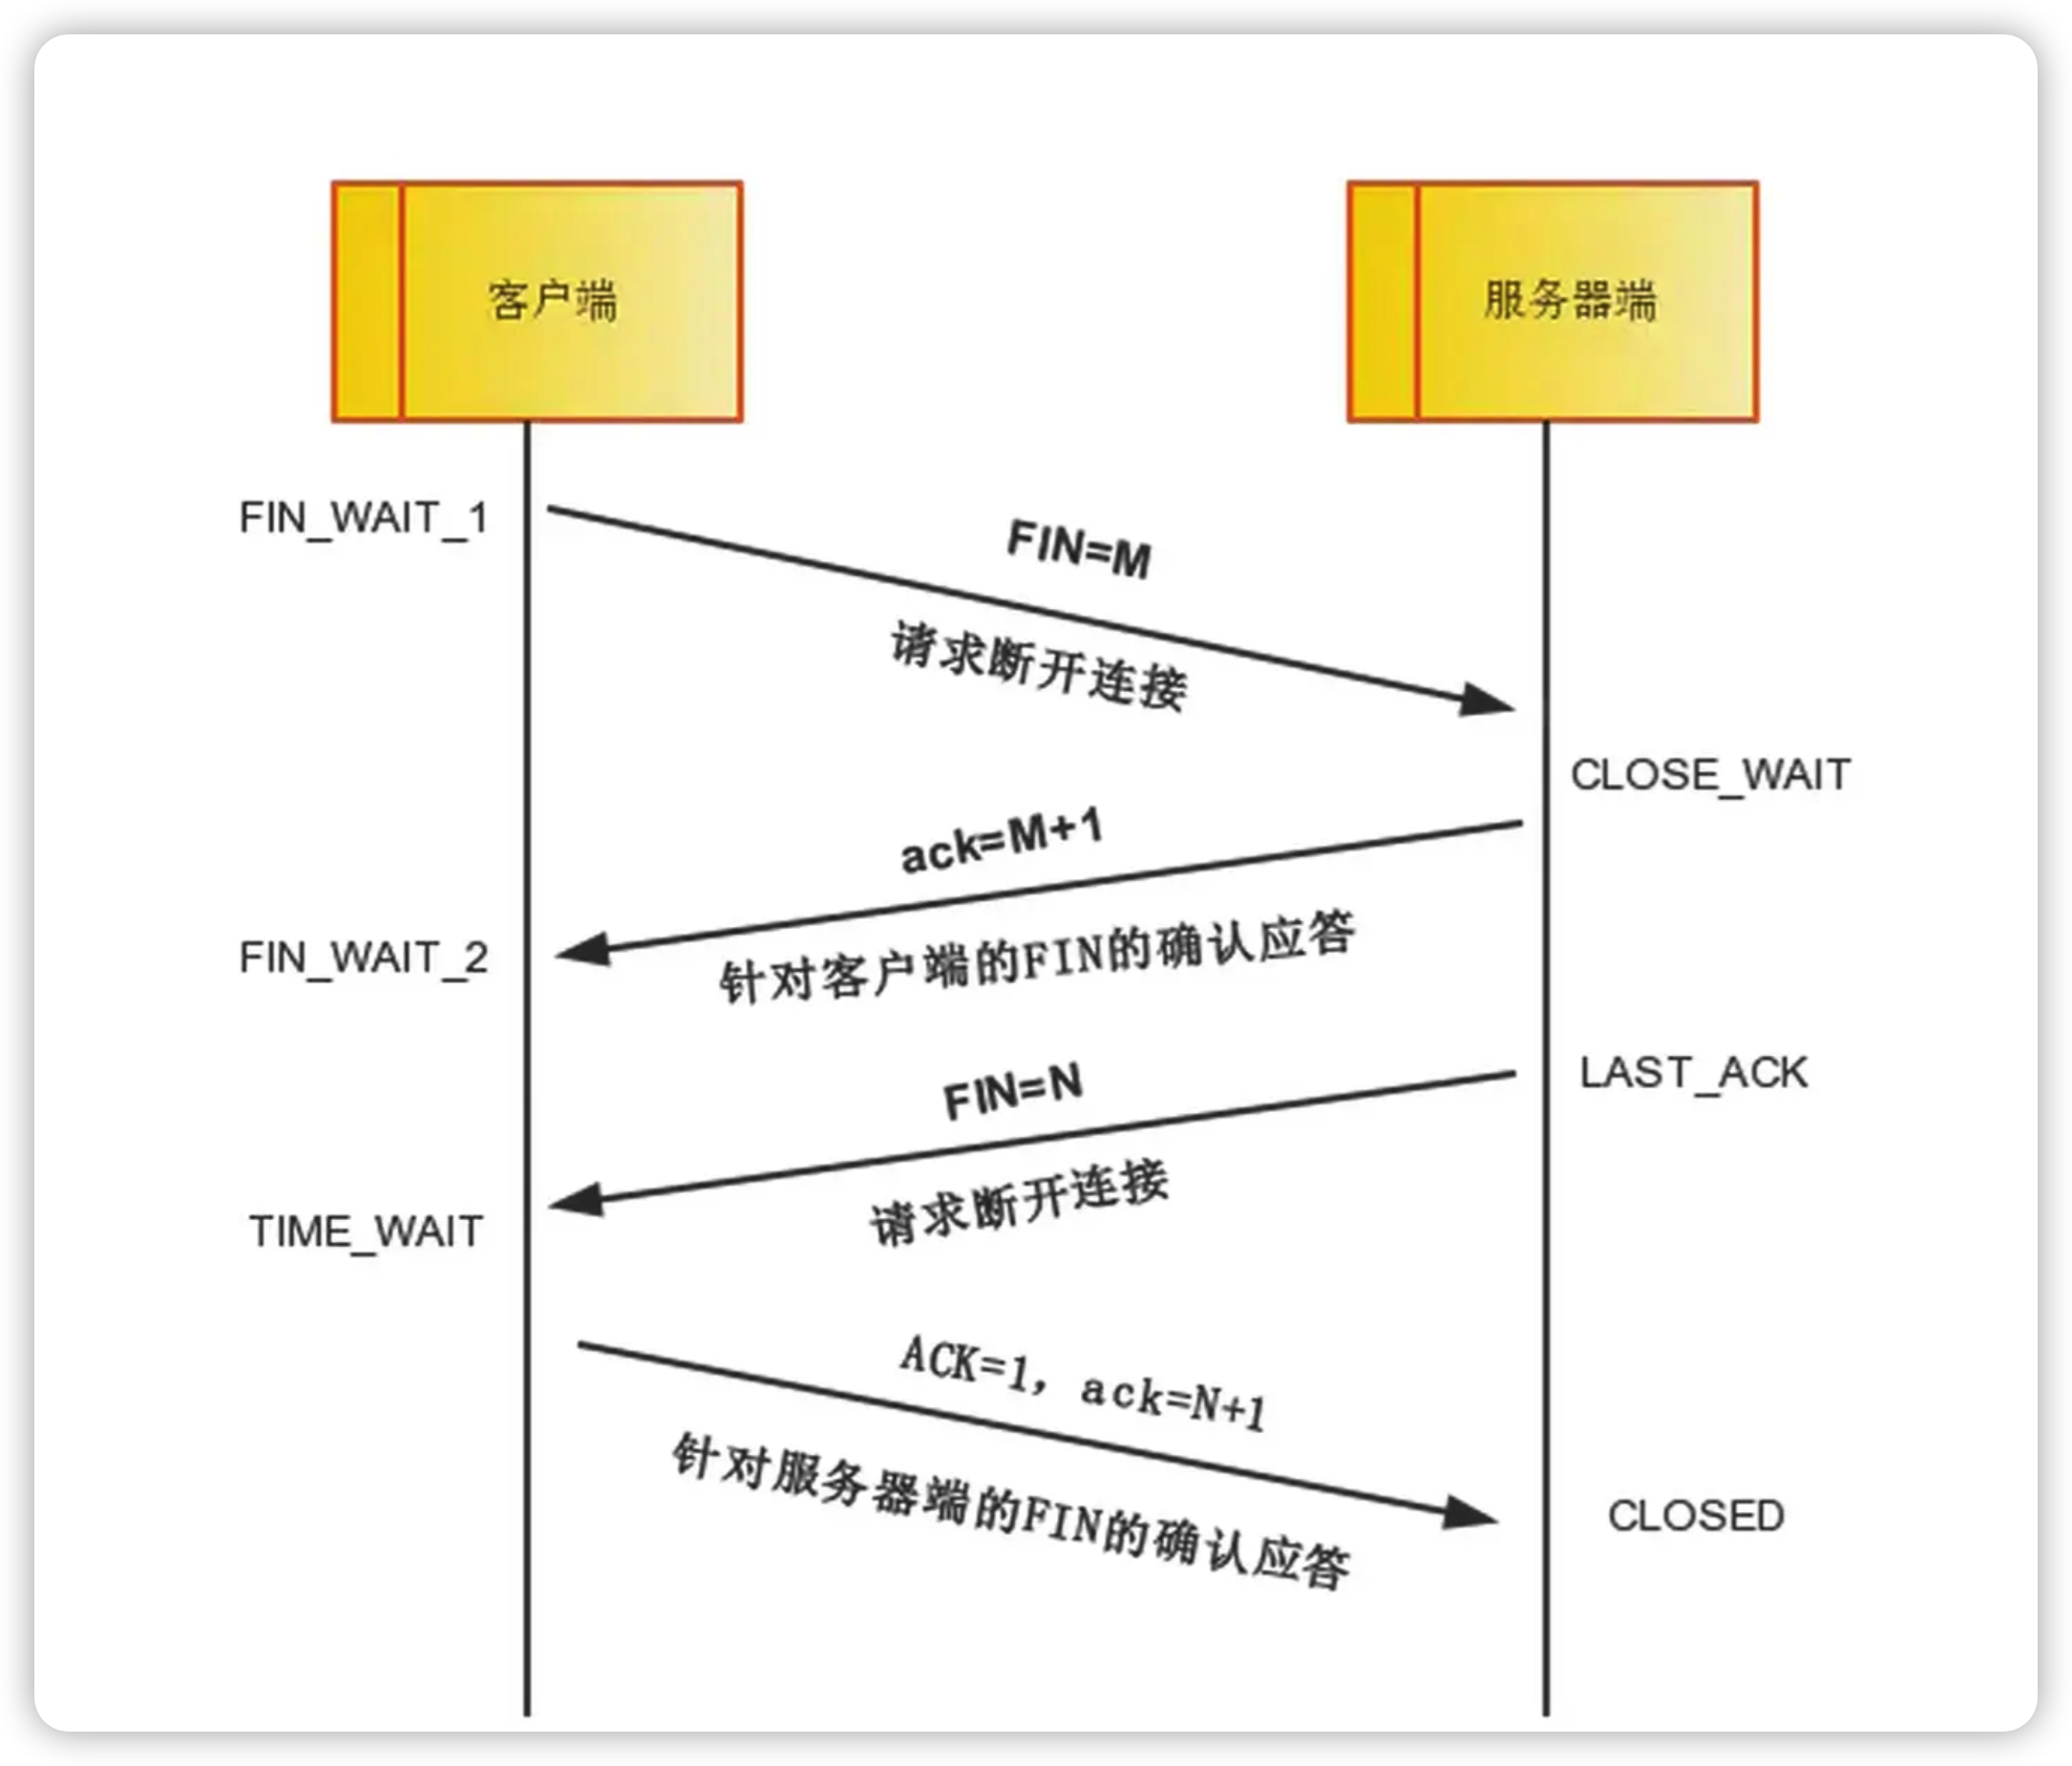 客户端
服务器端
FIN_WAIT_1
FIN=M
请求断开连接
CLOSE_WAIT
ack=M+1
FIN_WAIT_2
针对客户端的FIN的确认应答
LAST_ACK
FIN=N
请求断开连接
TIME_WAIT
ACK=1, ack=N+1
针对服务器端的FIN的确认应答
CLOSED